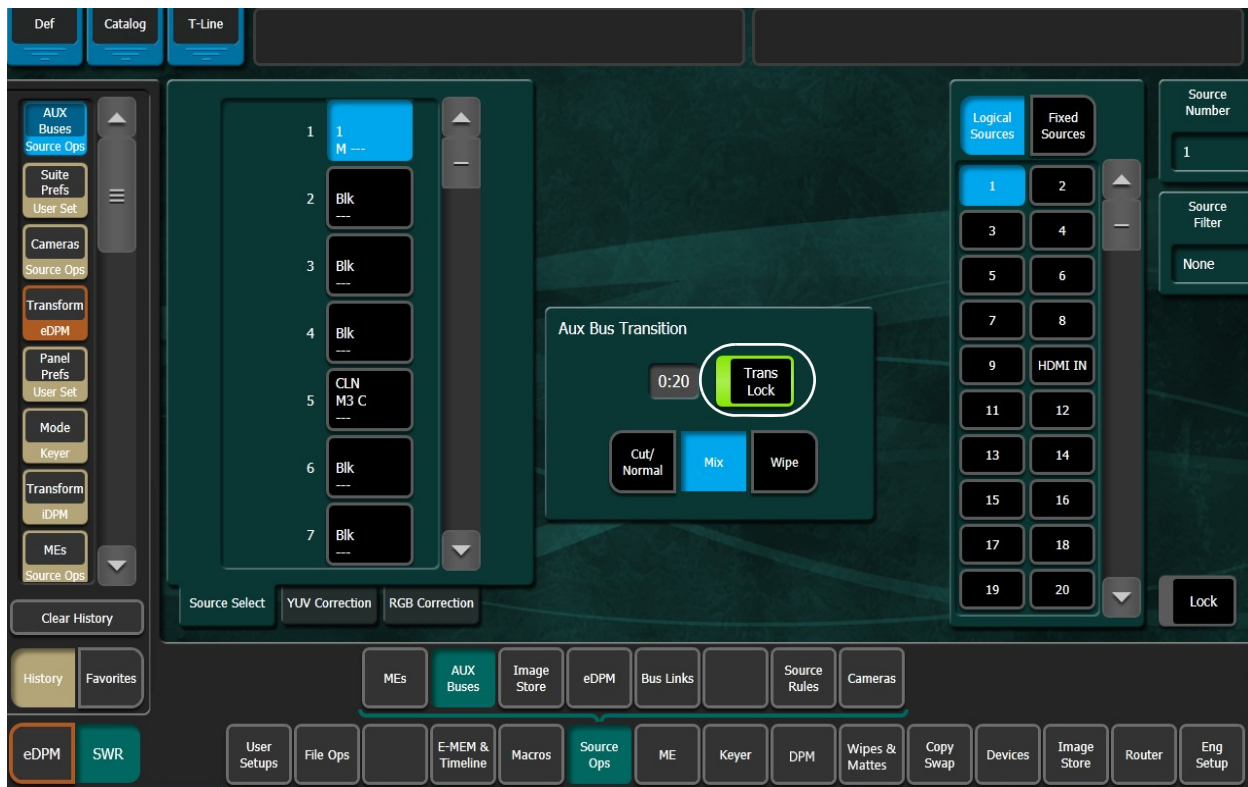 Def
Catalog
T-Line
AUX
Buses
Source Ops
Suite
Prefs
User Set
Cameras
Source Ops
Transform
eDPM
Panel
Prefs
User Set
Mode
Keyer
Transform
iDPM
MEs
Source Ops
Clear History
History
Favorites
eDPM
SWR
1
1
M ---
2
Blk
---
3
Blk
---
4
Blk
---
5
CLN
M3 C
---
6
Blk
---
7
Blk
---
Source Select
YUV Correction
RGB Correction
Aux Bus Transition
0:20
Trans
Lock
Cut/
Normal
Mix
Wipe
Logical
Sources
Fixed
Sources
1
2
3
4
5
6
7
8
9
HDMI IN
11
12
13
14
15
16
17
18
19
20
Source
Number
1
Source
Filter
None
Lock
MEs
AUX
Buses
Image
Store
eDPM
Bus Links
Source
Rules
Cameras
User
Setups
File Ops
E-MEM &
Timeline
Macros
Source
Ops
ME
Keyer
DPM
Wipes &
Mattes
Copy
Swap
Devices
Image
Store
Router
Eng
Setup